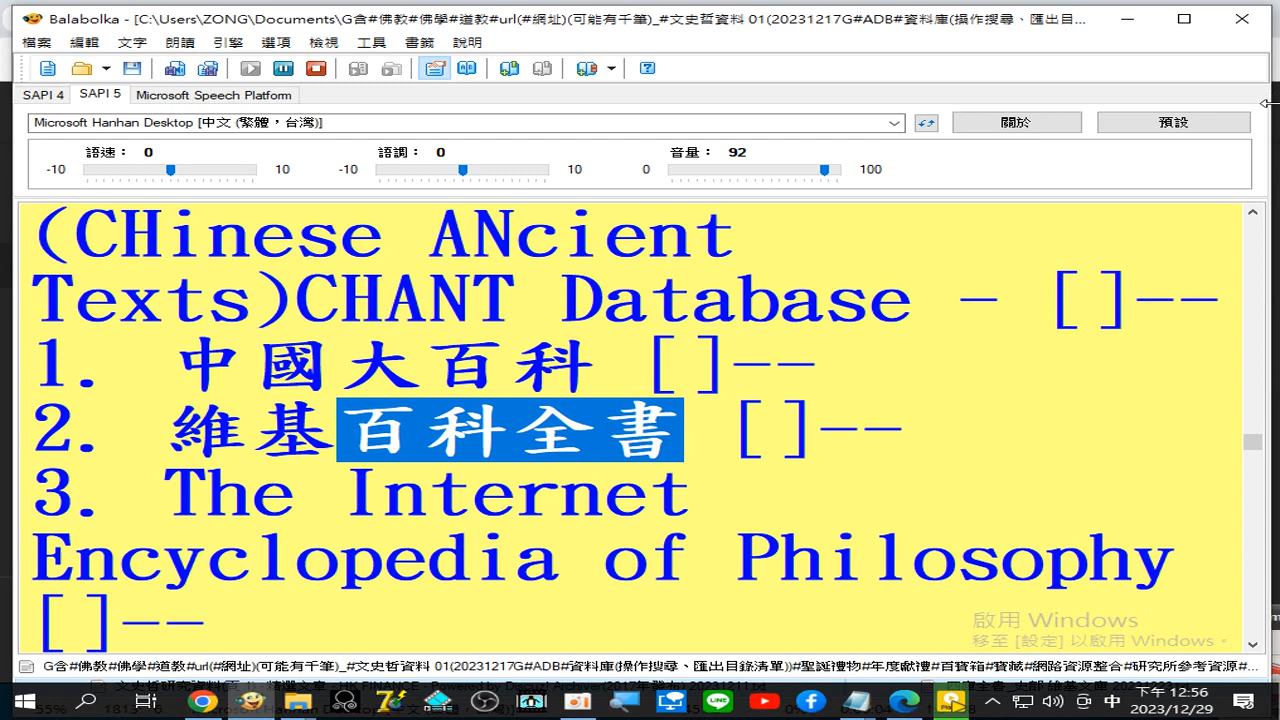 Balabolka - [C:\Users\ZONG\Documents\G含#佛教#佛學#道教#url(#網址)(可能有千筆)_#文史哲資料 01(20231217G#ADB#資料庫(操作搜尋、匯出目...
檔案 編輯 文字 朗讀 引擎 選項 檢視 工具 書籤 說明
SAPI 4 SAPI 5 Microsoft Speech Platform
Microsoft Hanhan Desktop [中文 (繁體，台灣)] 關於 預設
語速： 0 語調： 0 音量： 92
-10 10 -10 10 0 100
(CHinese ANcient
Texts)CHANT Database - []--
1. 中國大百科 []--
2. 維基百科全書 []--
3. The Internet
Encyclopedia of Philosophy
[]--
啟用 Windows
移至 [設定] 以啟用 Windows。
G含#佛教#佛學#道教#url(#網址)(可能有千筆)_#文史哲資料 01(20231217G#ADB#資料庫(操作搜尋、匯出目錄清單))#聖誕禮物#年度獻禮#百寶箱#寶藏#網路資源整合#研究所參考資源#...
中
下午 12:56
2023/12/29